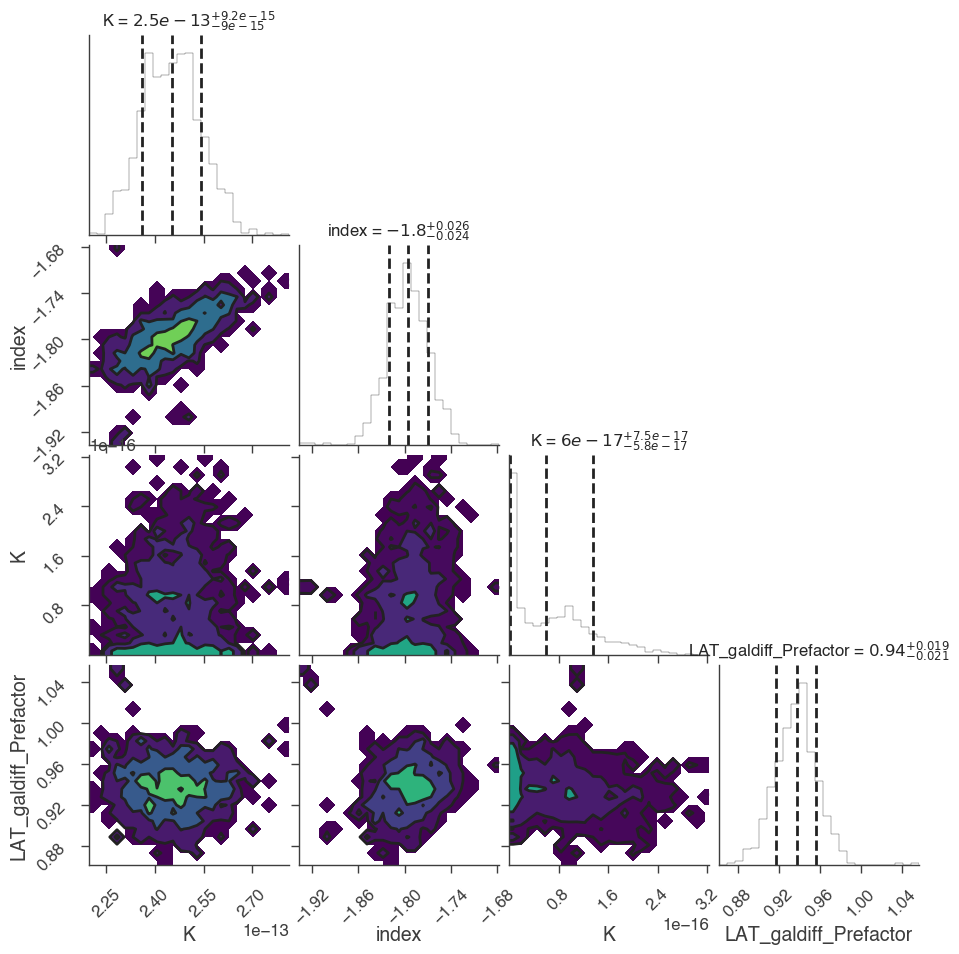 K = 2.5e−13+9.2e−15 −9e−15
index = −1.8+0.026 −0.024
−1.68
−1.74
−1.80
−1.86
−1.92
index
1e−16
K = 6e−17+7.5e−17 −5.8e−17
3.2
2.4
1.6
0.8
K
LAT_galdiff_Prefactor = 0.94+0.019 −0.021
1.04
1.00
0.96
0.92
0.88
LAT_galdiff_Prefactor
2.25 2.40 2.55 2.70
1e−13
K
−1.92 −1.86 −1.80 −1.74 −1.68
index
0.8 1.6 2.4 3.2
1e−16
K
0.88 0.92 0.96 1.00 1.04
LAT_galdiff_Prefactor